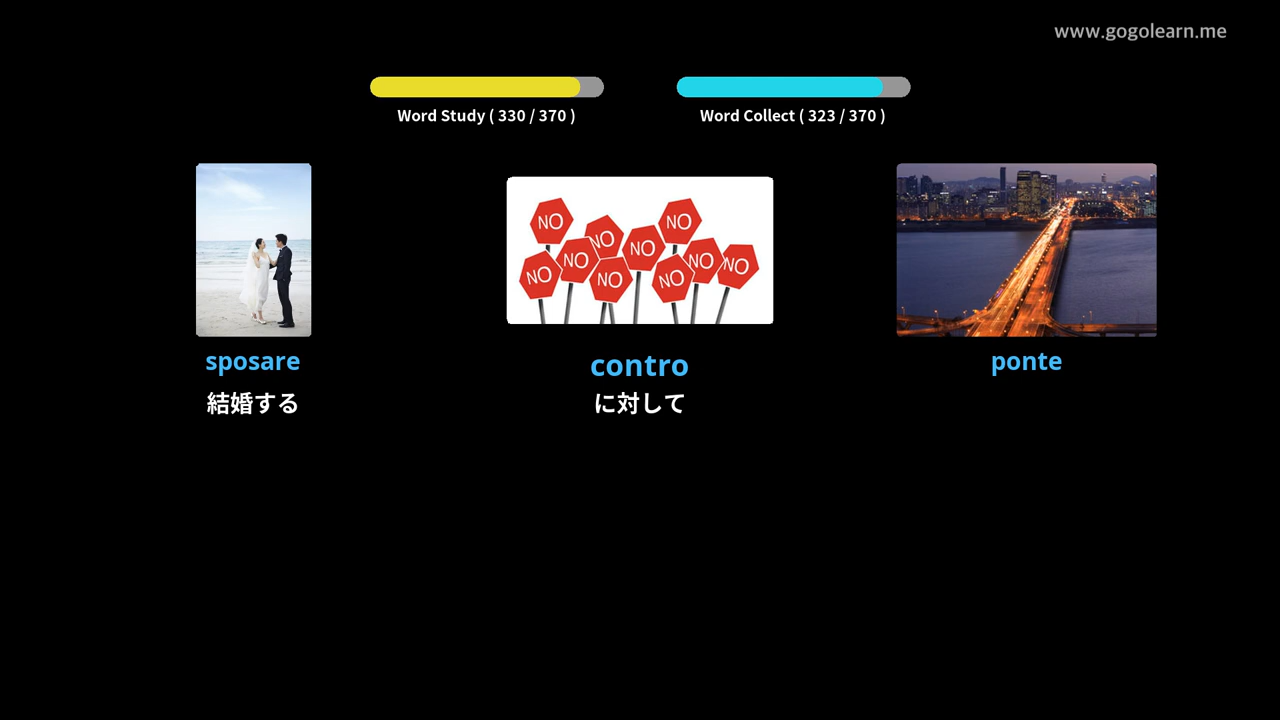 www.gogolearn.me
Word Study ( 330 / 370 )
Word Collect ( 323 / 370 )
NO
NO
NO
NO
NO
NO
NO
NO
NO
NO
sposare
結婚する
contro
に対して
ponte